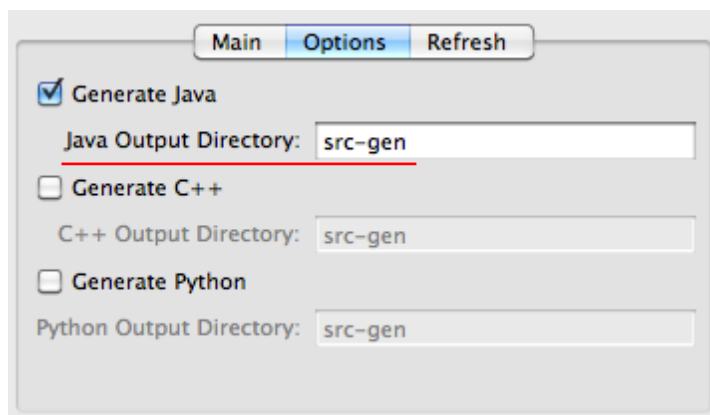 Main Options Refresh
Generate Java
Java Output Directory: src-gen
Generate C++
C++ Output Directory: src-gen
Generate Python
Python Output Directory: src-gen